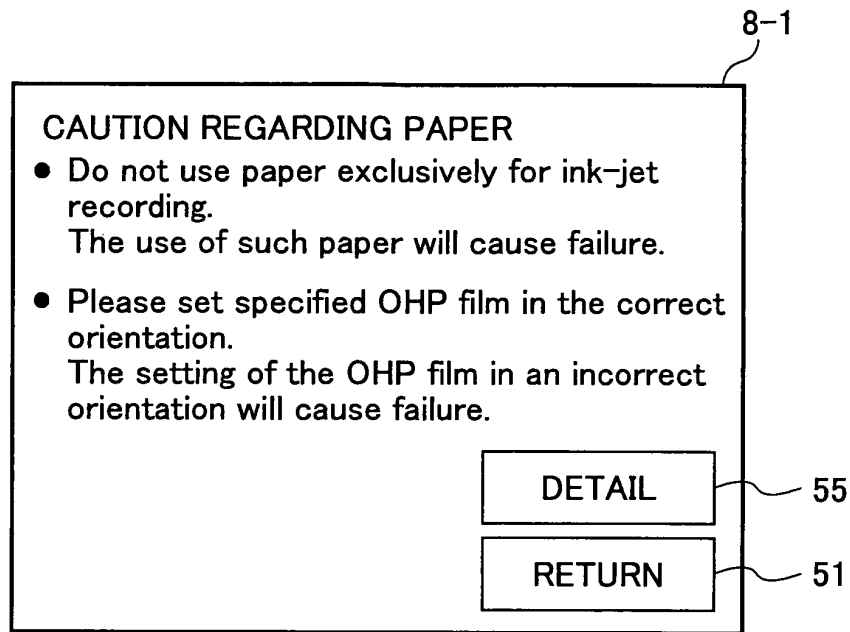 8-1
CAUTION REGARDING PAPER
● Do not use paper exclusively for ink-jet
recording.
The use of such paper will cause failure.
● Please set specified OHP film in the correct
orientation.
The setting of the OHP film in an incorrect
orientation will cause failure.
DETAIL 55
RETURN 51